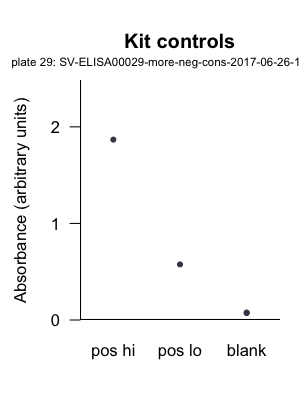 Kit controls
plate 29: SV-ELISA00029-more-neg-cons-2017-06-26-1
Absorbance (arbitrary units)
2
1
0
pos hi pos lo blank